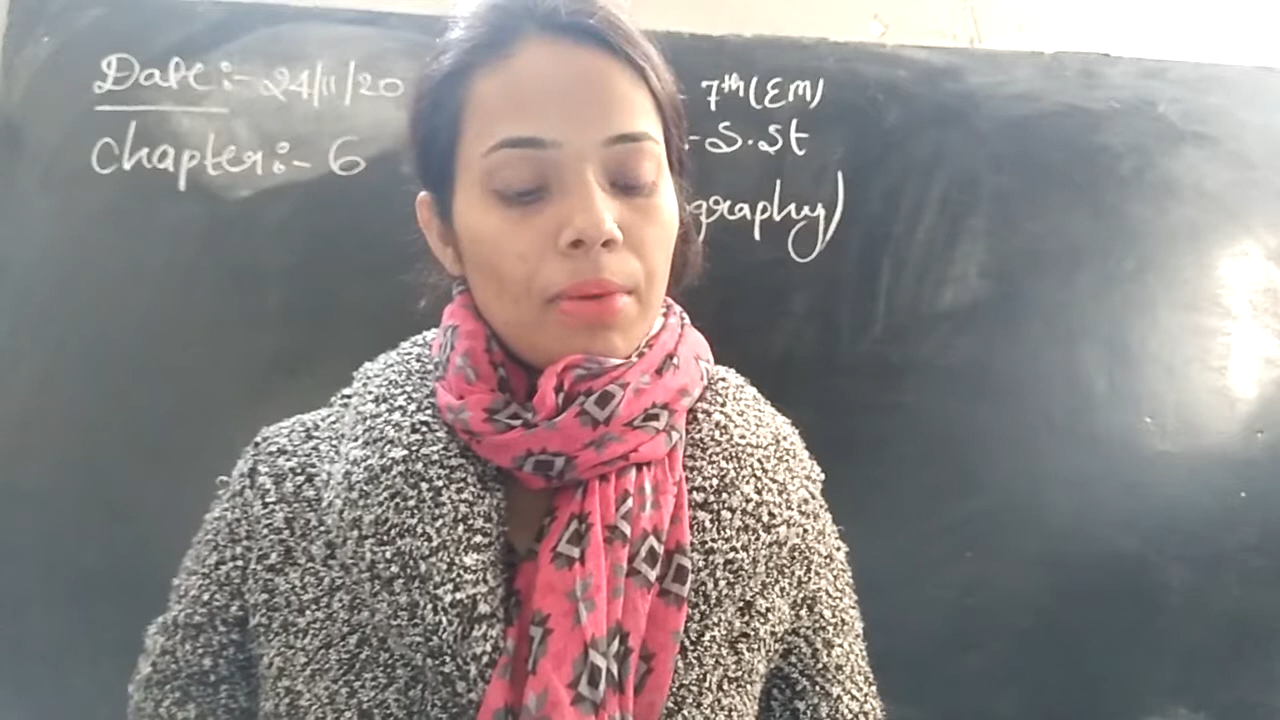 Date:- 24/11/20
Chapter:- 6
7th (EM)
-S.St
graphy)